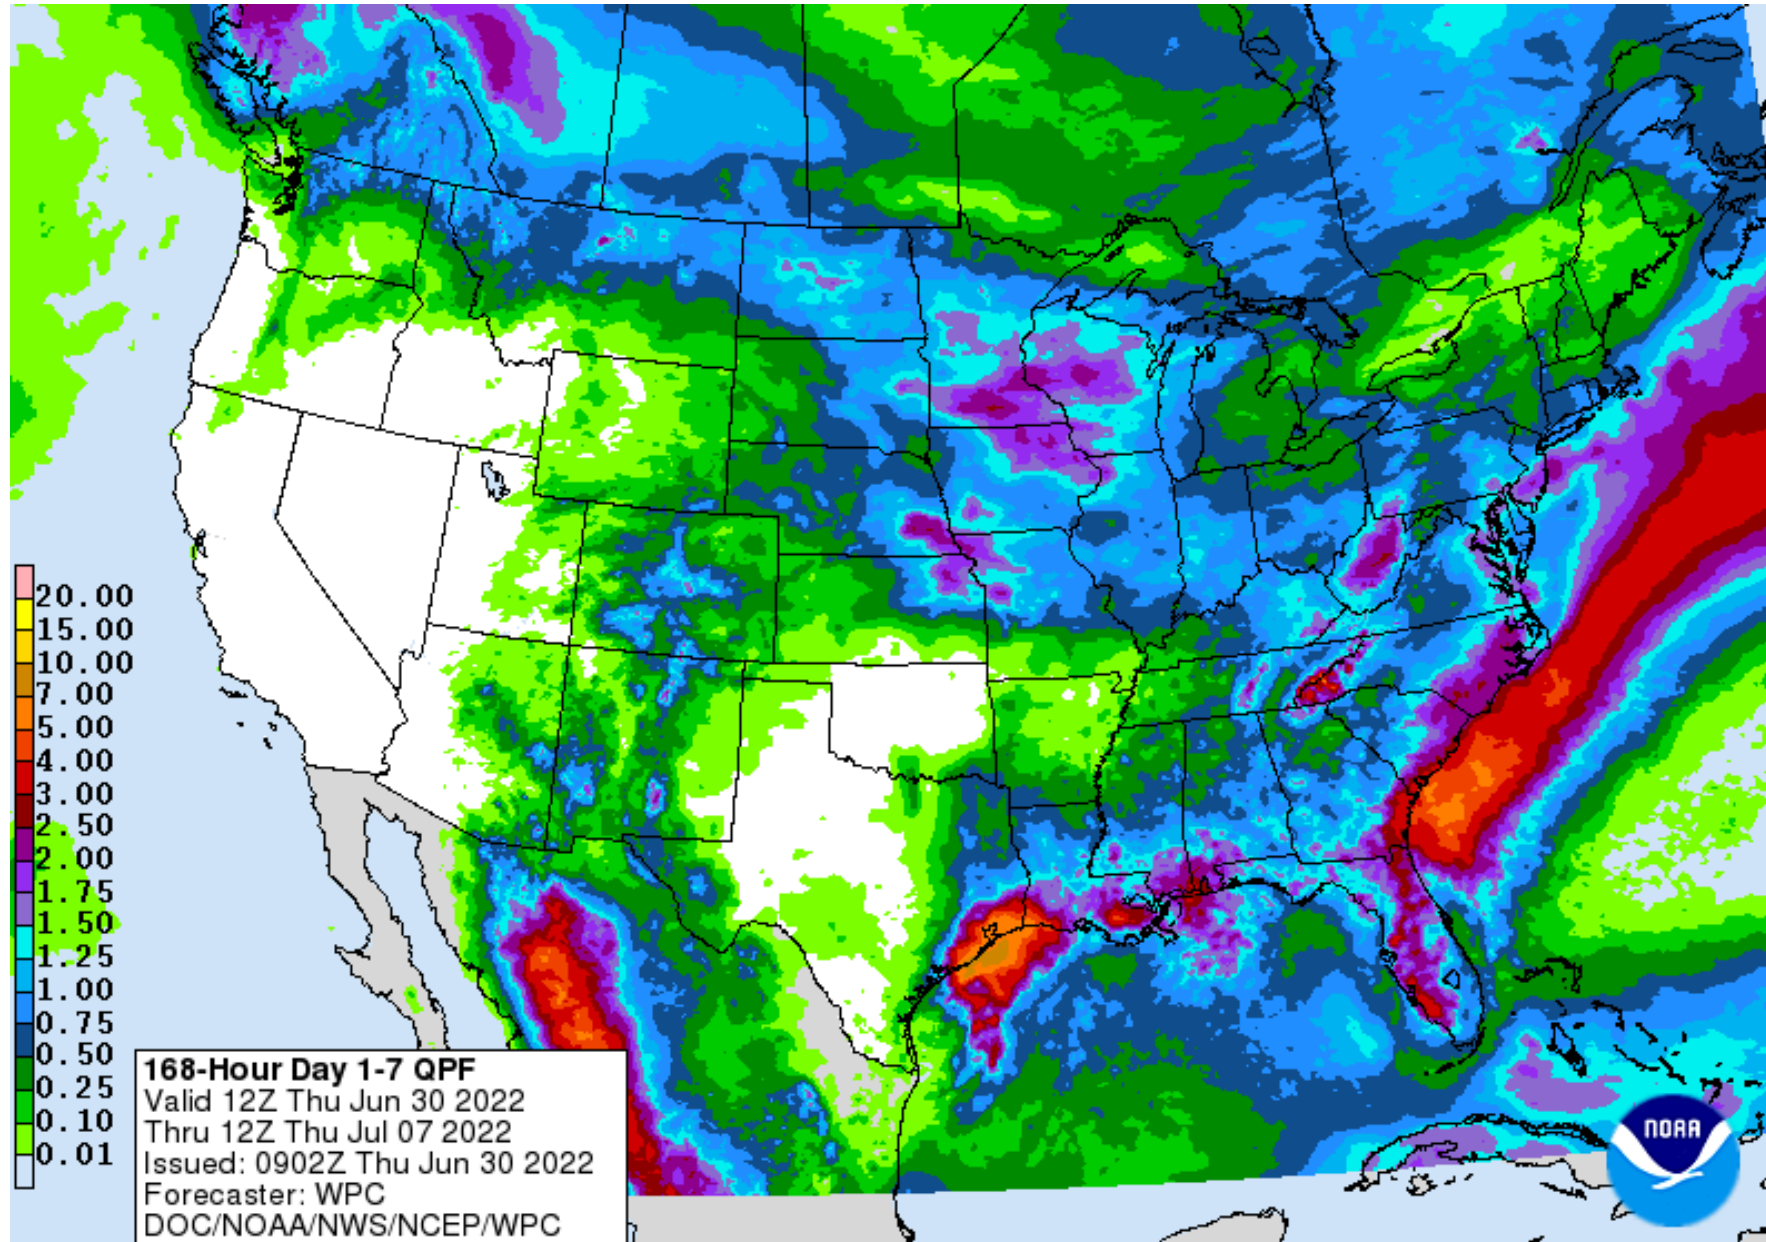 20.00
15.00
10.00
7.00
5.00
4.00
3.00
2.50
2.00
1.75
1.50
1.25
1.00
0.75
0.50
0.25
0.10
0.01
168-Hour Day 1-7 QPF
Valid 12Z Thu Jun 30 2022
Thru 12Z Thu Jul 07 2022
Issued: 0902Z Thu Jun 30 2022
Forecaster: WPC
DOC/NOAA/NWS/NCEP/WPC
NOAA